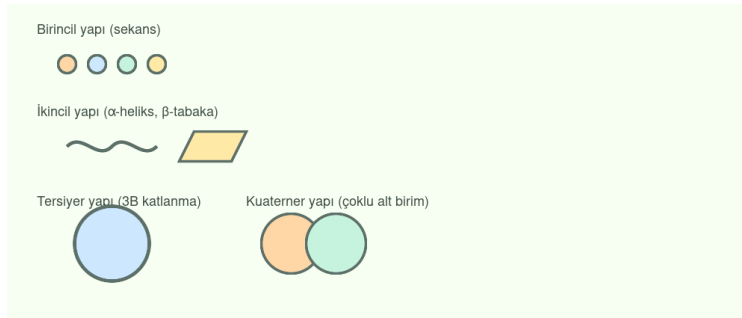 Birincil yapı (sekans)
İkincil yapı (α-heliks, β-tabaka)
Tersiyer yapı (3B katlanma)
Kuaterner yapı (çoklu alt birim)